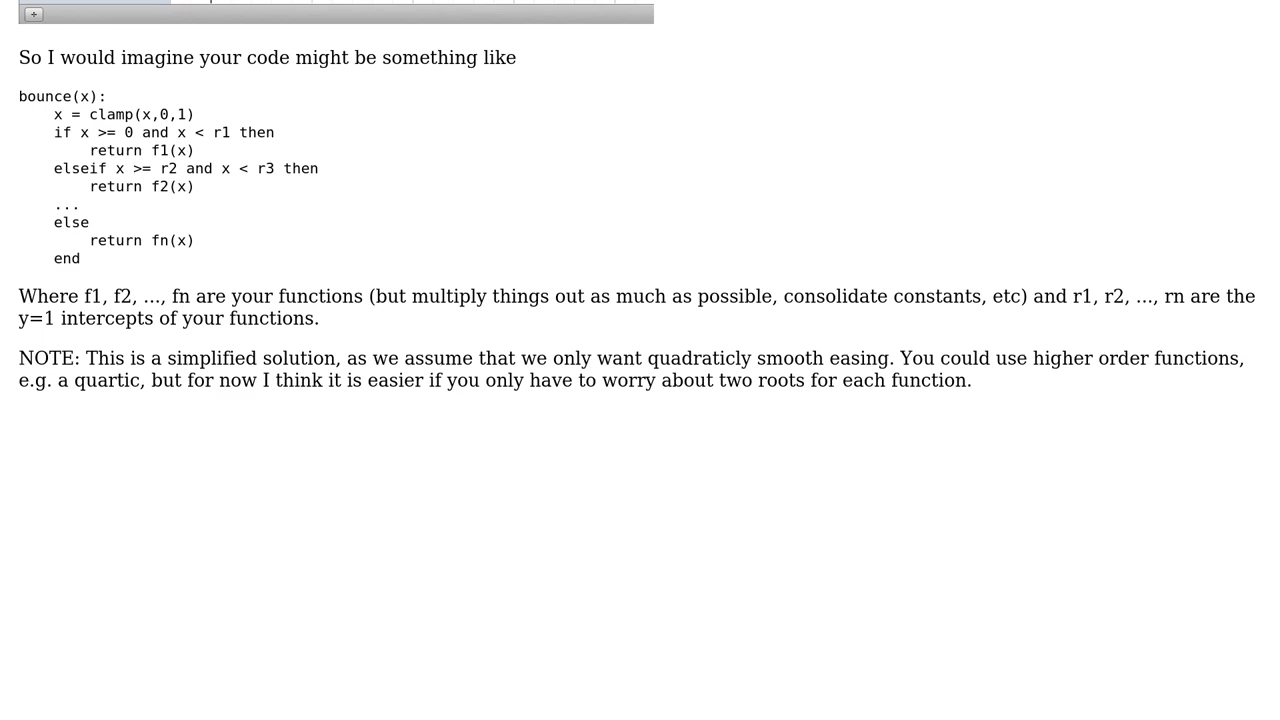 So I would imagine your code might be something like
bounce(x):
    x = clamp(x,0,1)
    if x >= 0 and x < r1 then
        return f1(x)
    elseif x >= r2 and x < r3 then
        return f2(x)
    ...
    else
        return fn(x)
    end
Where f1, f2, ..., fn are your functions (but multiply things out as much as possible, consolidate constants, etc) and r1, r2, ..., rn are the
y=1 intercepts of your functions.
NOTE: This is a simplified solution, as we assume that we only want quadraticly smooth easing. You could use higher order functions,
e.g. a quartic, but for now I think it is easier if you only have to worry about two roots for each function.